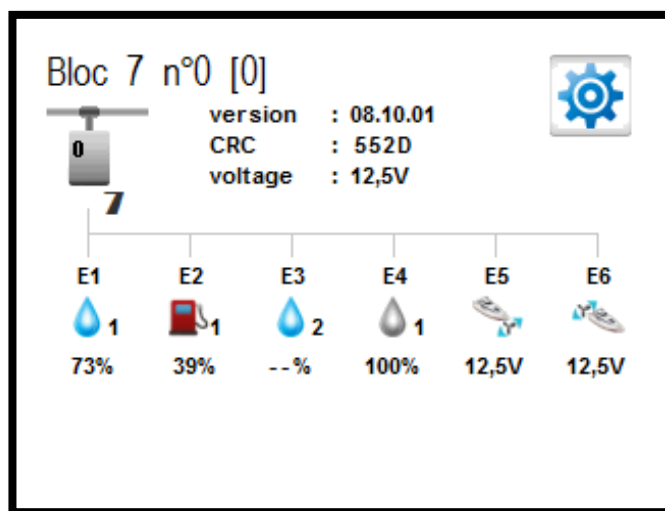 Bloc 7 n°0 [0]
version : 08.10.01
0
CRC : 552D
voltage : 12,5V
7
E1 E2 E3 E4 E5 E6
1 1 2 1
73% 39% --% 100% 12,5V 12,5V